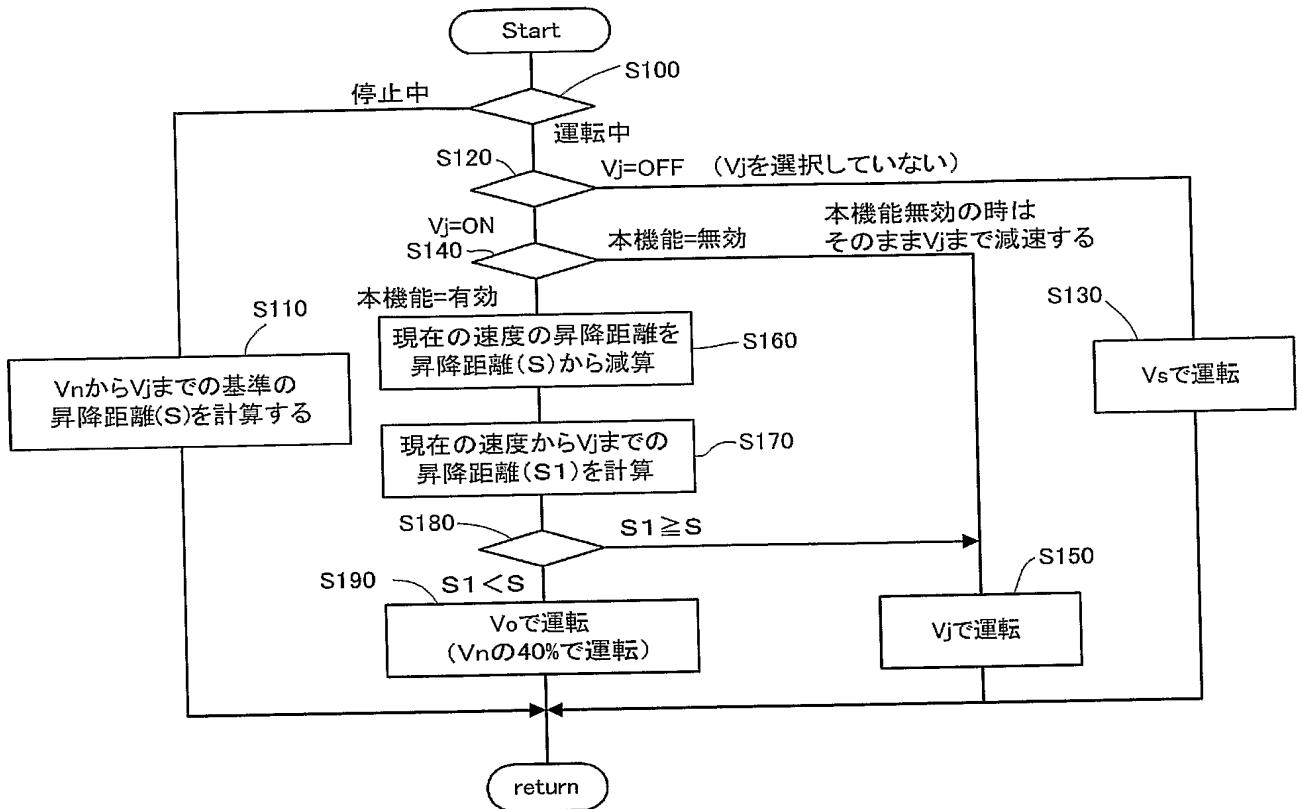 Start
S100
停止中
運転中
S120
Vj=OFF （Vjを選択していない）
Vj=ON
S140
本機能=無効
本機能無効の時は
そのままVjまで減速する
本機能=有効
S110
VnからVjまでの基準の
昇降距離(S)を計算する
現在の速度の昇降距離を
昇降距離(S)から減算
S160
S130
Vsで運転
現在の速度からVjまでの
昇降距離(S1)を計算
S170
S180
S1≧S
S190
S1<S
Voで運転
(Vnの40%で運転)
S150
Vjで運転
return